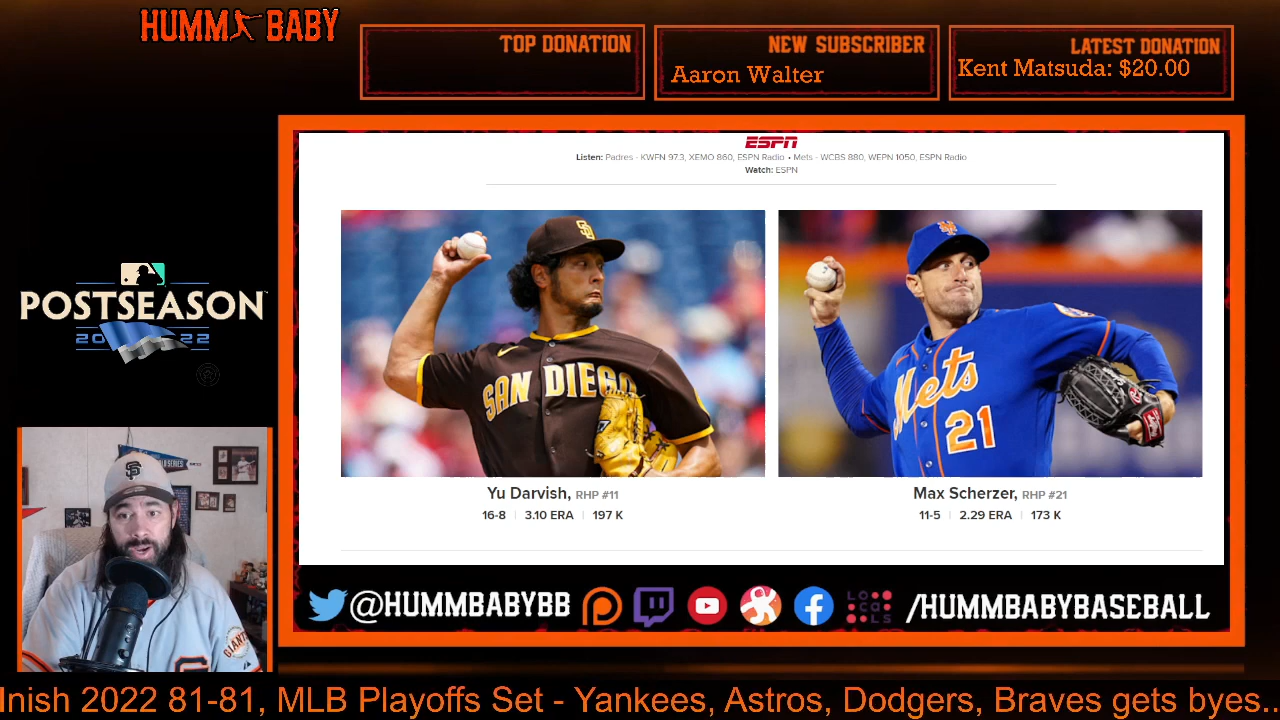 HUMM BABY
TOP DONATION
NEW SUBSCRIBER
Aaron Walter
LATEST DONATION
Kent Matsuda: $20.00
ESPN
Listen: Padres - KWFN 97.3, XEMO 860, ESPN Radio • Mets - WCBS 880, WEPN 1050, ESPN Radio
Watch: ESPN
SAN DIEGO
Mets
21
Yu Darvish, RHP #11
16-8 | 3.10 ERA | 197 K
Max Scherzer, RHP #21
11-5 | 2.29 ERA | 173 K
POSTSEASON
2022
SF
GIANTS
@HUMMBABYBB
LOCALS
/HUMMBABYBASEBALL
Inish 2022 81-81, MLB Playoffs Set - Yankees, Astros, Dodgers, Braves gets byes..